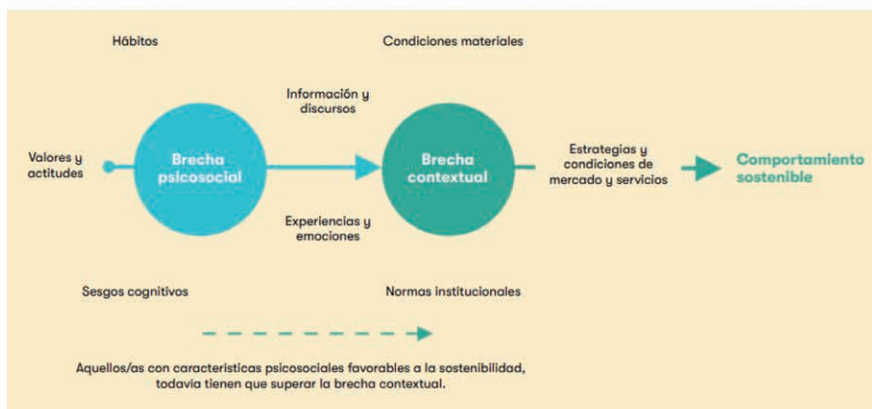 Hábitos
Condiciones materiales
Información y
discursos
Valores y
actitudes
Brecha
psicosocial
Brecha
contextual
Estrategias y
condiciones de
mercado y servicios
Comportamiento
sostenible
Experiencias y
emociones
Sesgos cognitivos
Normas institucionales
Aquellos/as con características psicosociales favorables a la sostenibilidad,
todavía tienen que superar la brecha contextual.